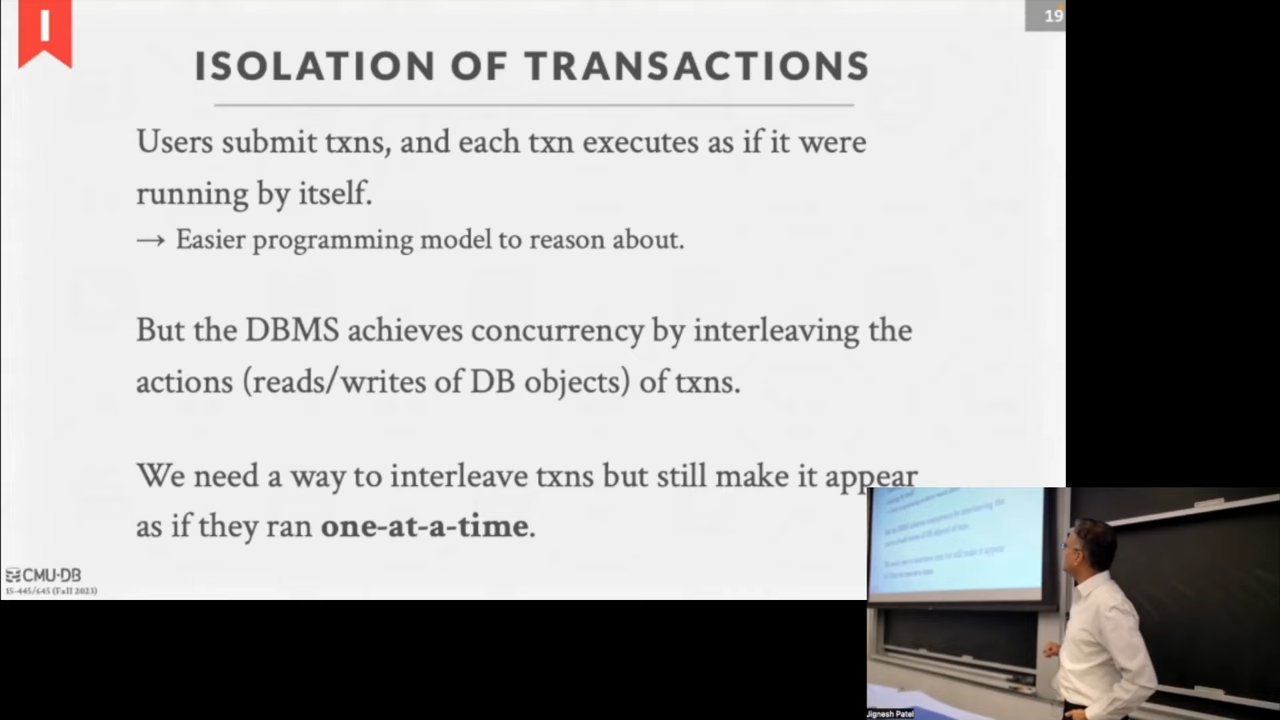 I
19
ISOLATION OF TRANSACTIONS
Users submit txns, and each txn executes as if it were
running by itself.
→ Easier programming model to reason about.
But the DBMS achieves concurrency by interleaving the
actions (reads/writes of DB objects) of txns.
We need a way to interleave txns but still make it appear
as if they ran one-at-a-time.
CMU·DB
15-445/645 (Fall 2023)
Jignesh Patel